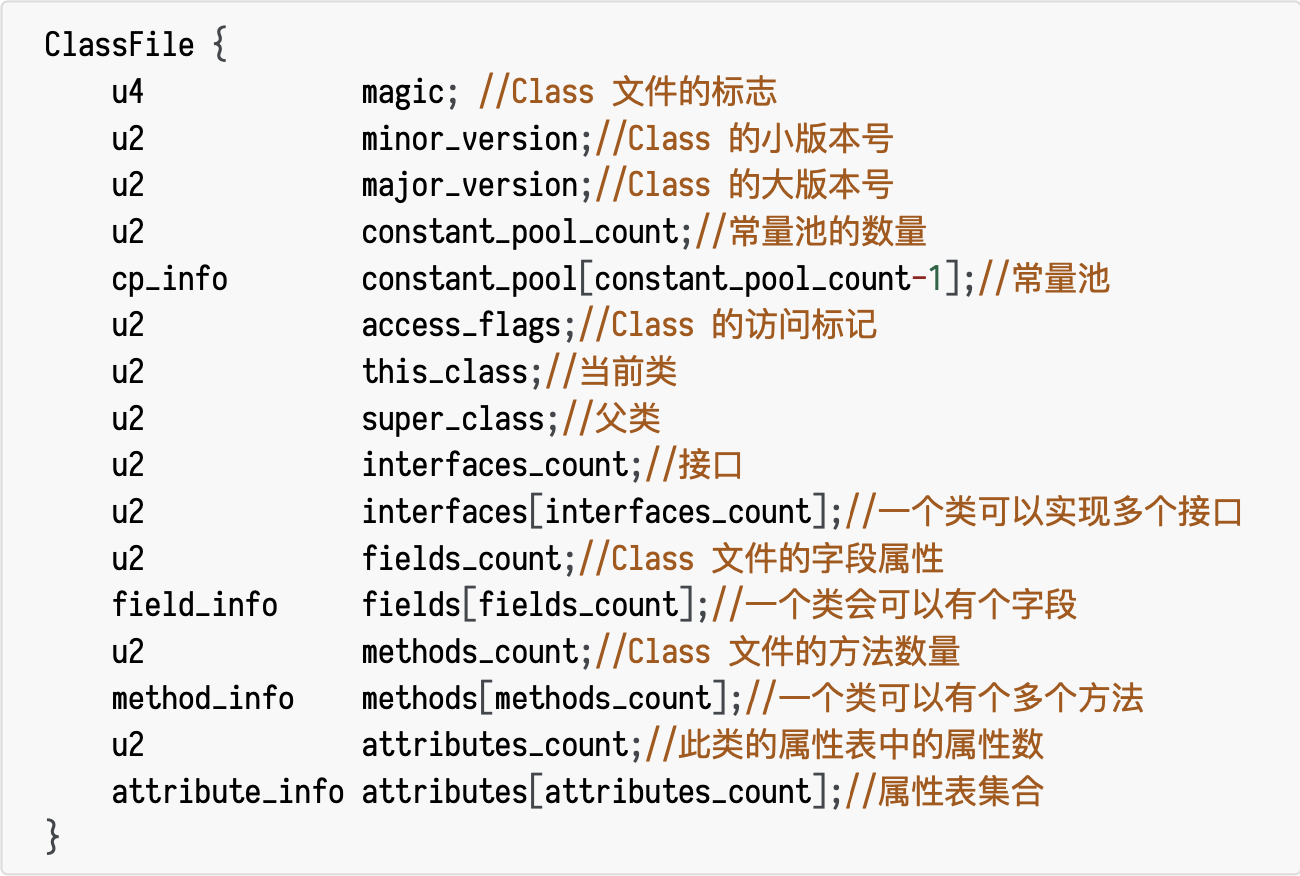 ClassFile {
    u4             magic; //Class 文件的标志
    u2             minor_version;//Class 的小版本号
    u2             major_version;//Class 的大版本号
    u2             constant_pool_count;//常量池的数量
    cp_info        constant_pool[constant_pool_count-1];//常量池
    u2             access_flags;//Class 的访问标记
    u2             this_class;//当前类
    u2             super_class;//父类
    u2             interfaces_count;//接口
    u2             interfaces[interfaces_count];//一个类可以实现多个接口
    u2             fields_count;//Class 文件的字段属性
    field_info     fields[fields_count];//一个类会可以有个字段
    u2             methods_count;//Class 文件的方法数量
    method_info    methods[methods_count];//一个类可以有个多个方法
    u2             attributes_count;//此类的属性表中的属性数
    attribute_info attributes[attributes_count];//属性表集合
}